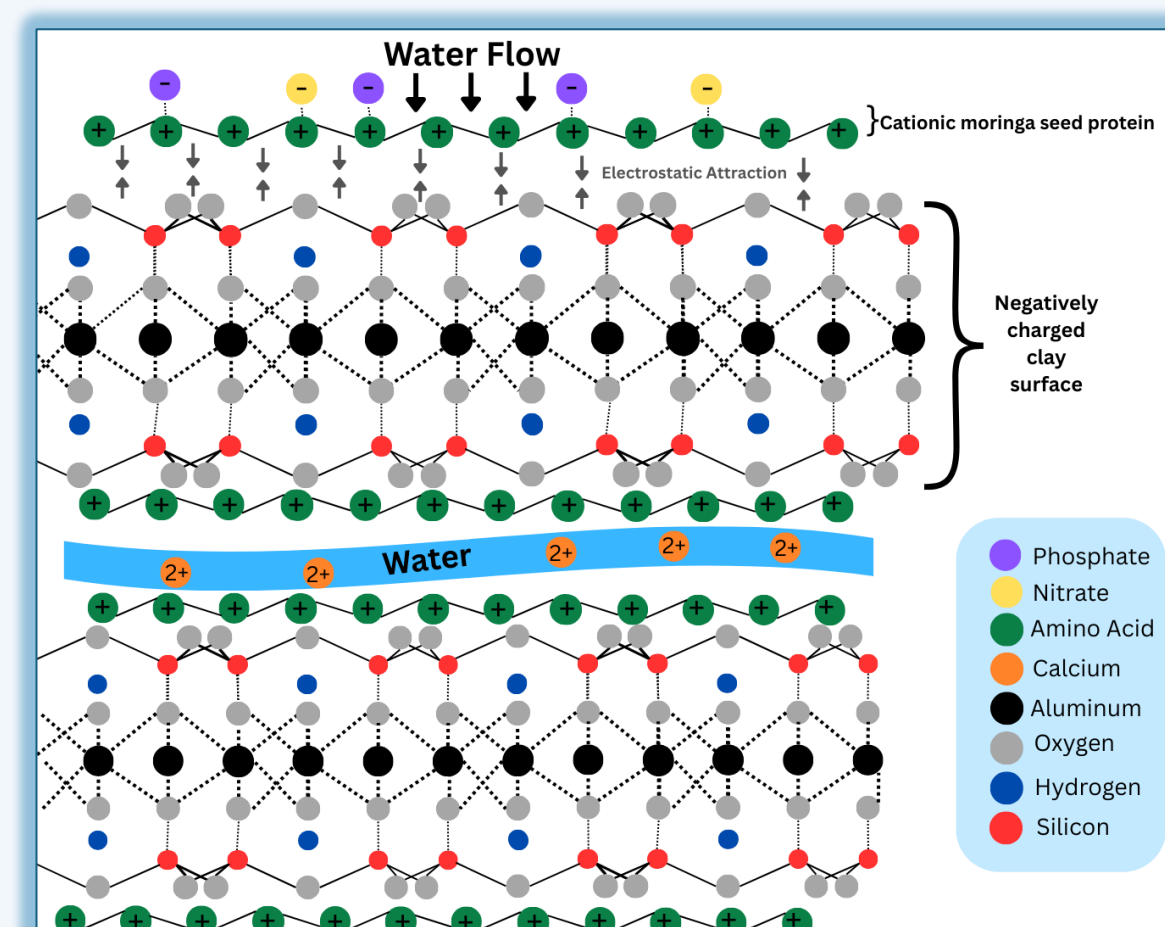 Water Flow
- - - - -
+ + + + + + + + + + + +
}Cationic moringa seed protein
Electrostatic Attraction
Negatively
charged
clay
surface
+ + + + + + + + + + + +
Water
2+ 2+ 2+ 2+ 2+
+ + + + + + + + + + + +
Phosphate
Nitrate
Amino Acid
Calcium
Aluminum
Oxygen
Hydrogen
Silicon
+ + + + + + + + + + + +